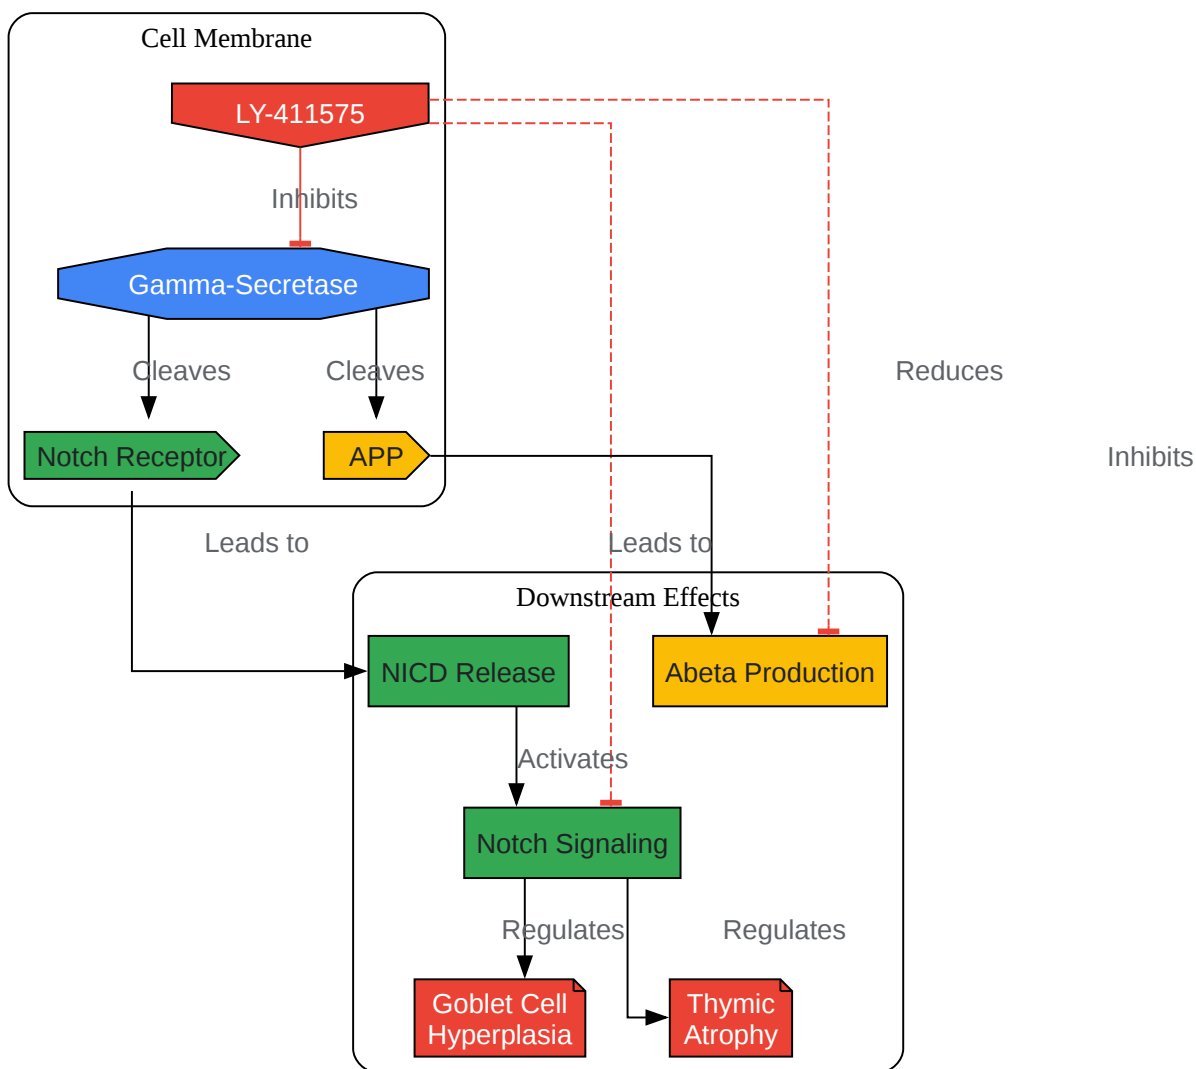 Cell Membrane
LY-411575
Inhibits
Gamma-Secretase
Cleaves
Cleaves
Reduces
Notch Receptor
APP
Inhibits
Leads to
Leads to
Downstream Effects
NICD Release
Abeta Production
Activates
Notch Signaling
Regulates
Regulates
Goblet Cell
Hyperplasia
Thymic
Atrophy